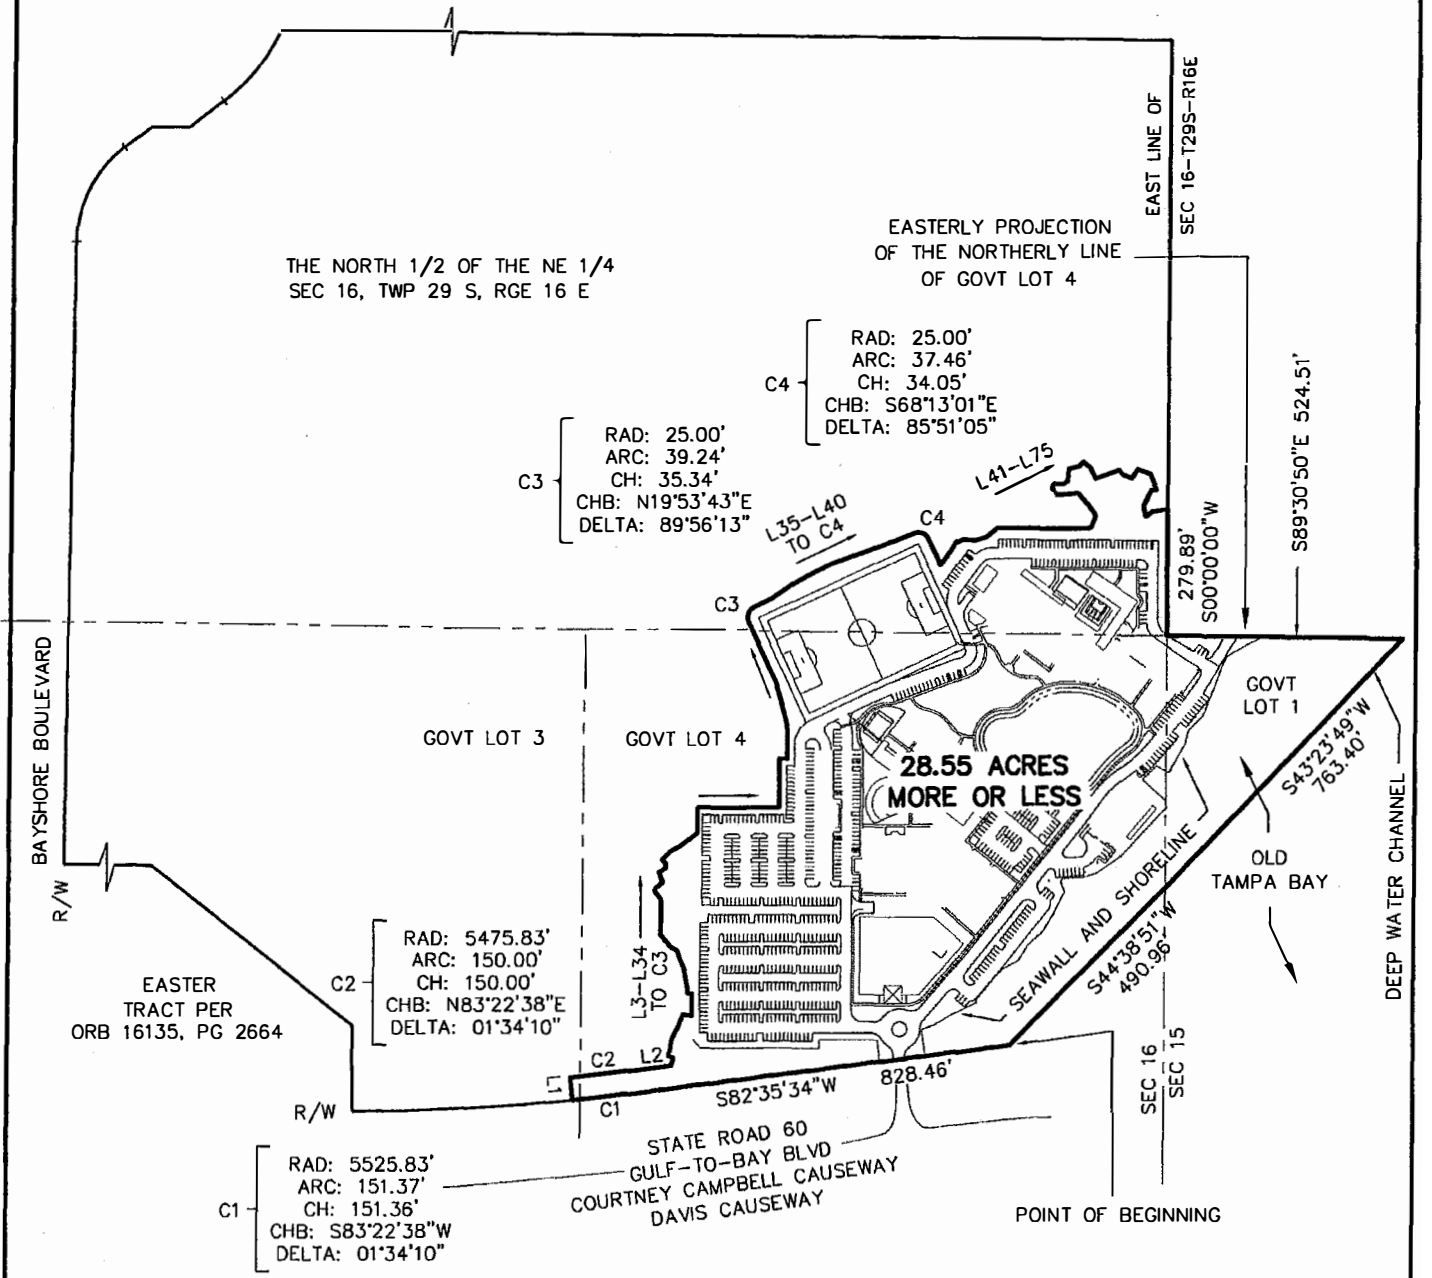 EAST LINE OF
SEC 16-T29S-R16E
EASTERLY PROJECTION
OF THE NORTHERLY LINE
OF GOVT LOT 4
THE NORTH 1/2 OF THE NE 1/4
SEC 16, TWP 29 S, RGE 16 E
C4
RAD: 25.00'
ARC: 37.46'
CH: 34.05'
CHB: S68°13'01"E
DELTA: 85°51'05"
C3
RAD: 25.00'
ARC: 39.24'
CH: 35.34'
CHB: N19°53'43"E
DELTA: 89°56'13"
L41-L75
L35-L40
TO C4
C4
C3
279.89'
S00°00'00"W
S89°30'50"E 524.51'
BAYSHORE BOULEVARD
R/W
GOVT LOT 3
GOVT LOT 4
GOVT
LOT 1
28.55 ACRES
MORE OR LESS
S43°23'49"W
763.40'
DEEP WATER CHANNEL
OLD
TAMPA BAY
SEAWALL AND SHORELINE
S44°38'51"W
490.96'
L3-L34
TO C3
C2
RAD: 5475.83'
ARC: 150.00'
CH: 150.00'
CHB: N83°22'38"E
DELTA: 01°34'10"
EASTER
TRACT PER
ORB 16135, PG 2664
C2
L2
L1
C1
R/W
S82°35'34"W
828.46'
SEC 16
SEC 15
STATE ROAD 60
GULF-TO-BAY BLVD
COURTNEY CAMPBELL CAUSEWAY
DAVIS CAUSEWAY
C1
RAD: 5525.83'
ARC: 151.37'
CH: 151.36'
CHB: S83°22'38"W
DELTA: 01°34'10"
POINT OF BEGINNING